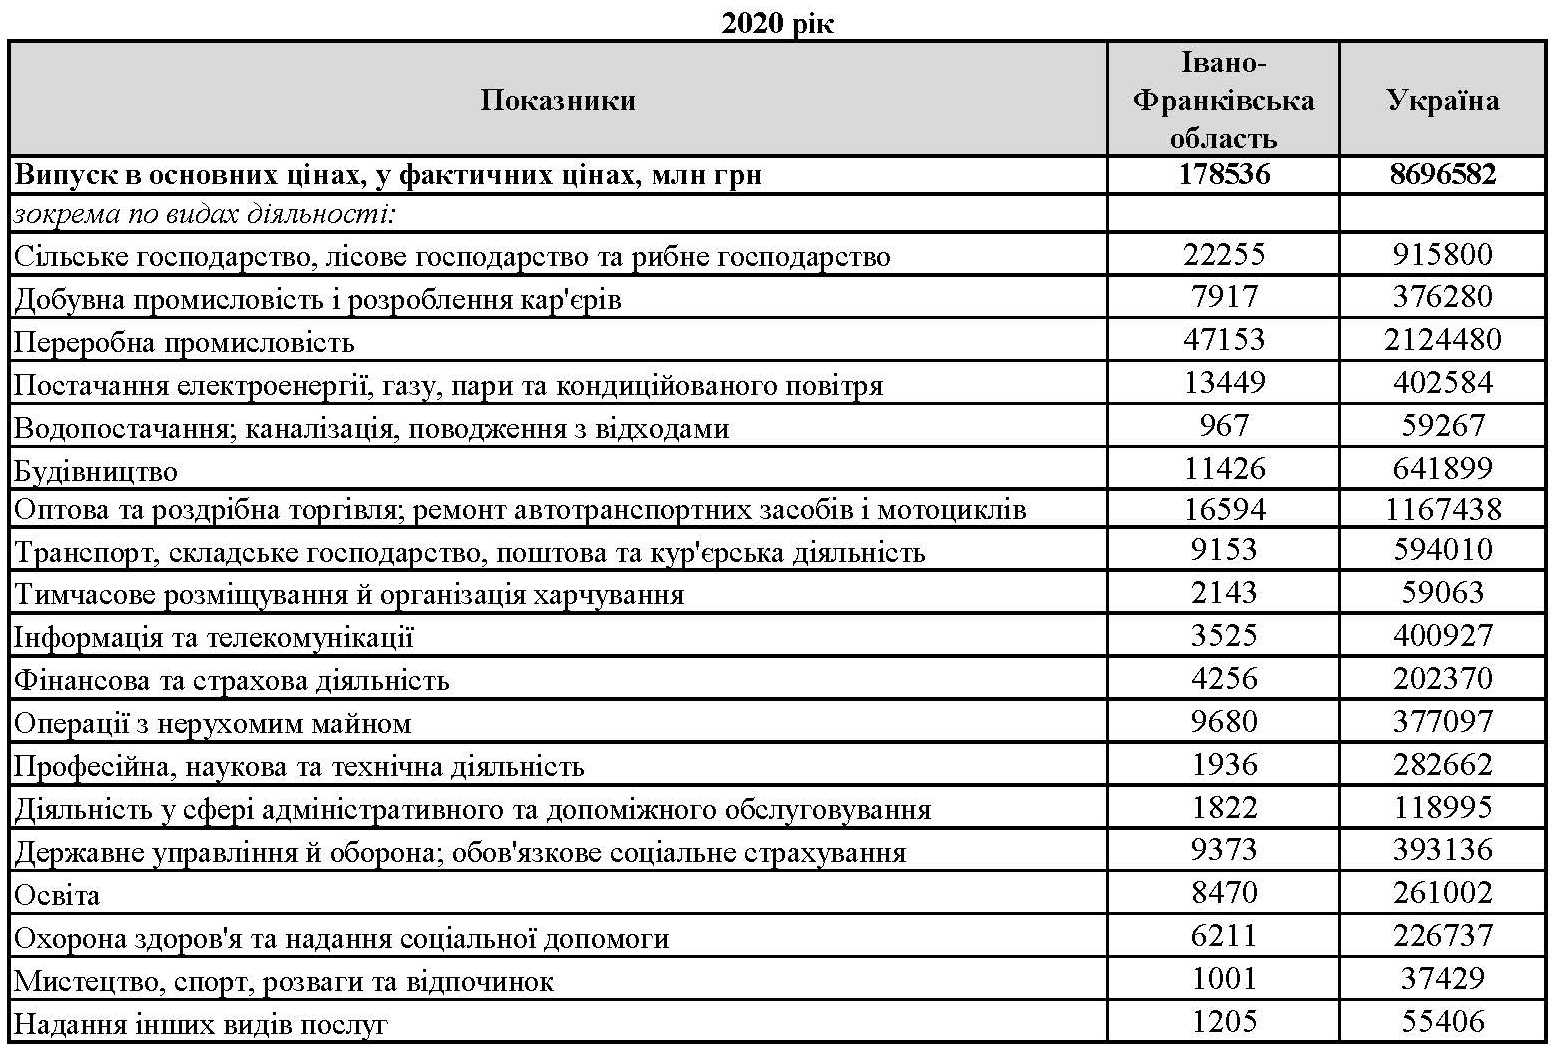 2020 рік
Показники Івано-Франківська область Україна
Випуск в основних цінах, у фактичних цінах, млн грн 178536 8696582
зокрема по видах діяльності:
Сільське господарство, лісове господарство та рибне господарство 22255 915800
Добувна промисловість і розроблення кар'єрів 7917 376280
Переробна промисловість 47153 2124480
Постачання електроенергії, газу, пари та кондиційованого повітря 13449 402584
Водопостачання; каналізація, поводження з відходами 967 59267
Будівництво 11426 641899
Оптова та роздрібна торгівля; ремонт автотранспортних засобів і мотоциклів 16594 1167438
Транспорт, складське господарство, поштова та кур'єрська діяльність 9153 594010
Тимчасове розміщування й організація харчування 2143 59063
Інформація та телекомунікації 3525 400927
Фінансова та страхова діяльність 4256 202370
Операції з нерухомим майном 9680 377097
Професійна, наукова та технічна діяльність 1936 282662
Діяльність у сфері адміністративного та допоміжного обслуговування 1822 118995
Державне управління й оборона; обов'язкове соціальне страхування 9373 393136
Освіта 8470 261002
Охорона здоров'я та надання соціальної допомоги 6211 226737
Мистецтво, спорт, розваги та відпочинок 1001 37429
Надання інших видів послуг 1205 55406